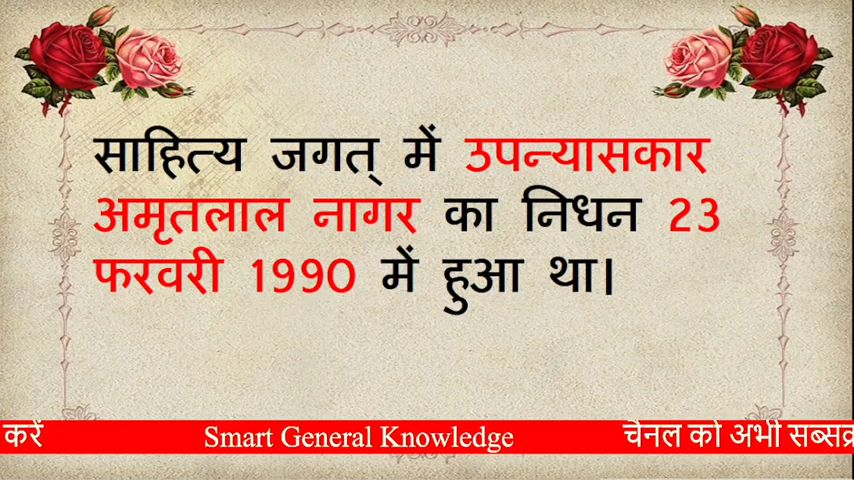 साहित्य जगत् में उपन्यासकार
अमृतलाल नागर का निधन 23
फरवरी 1990 में हुआ था।
करें Smart General Knowledge चैनल को अभी